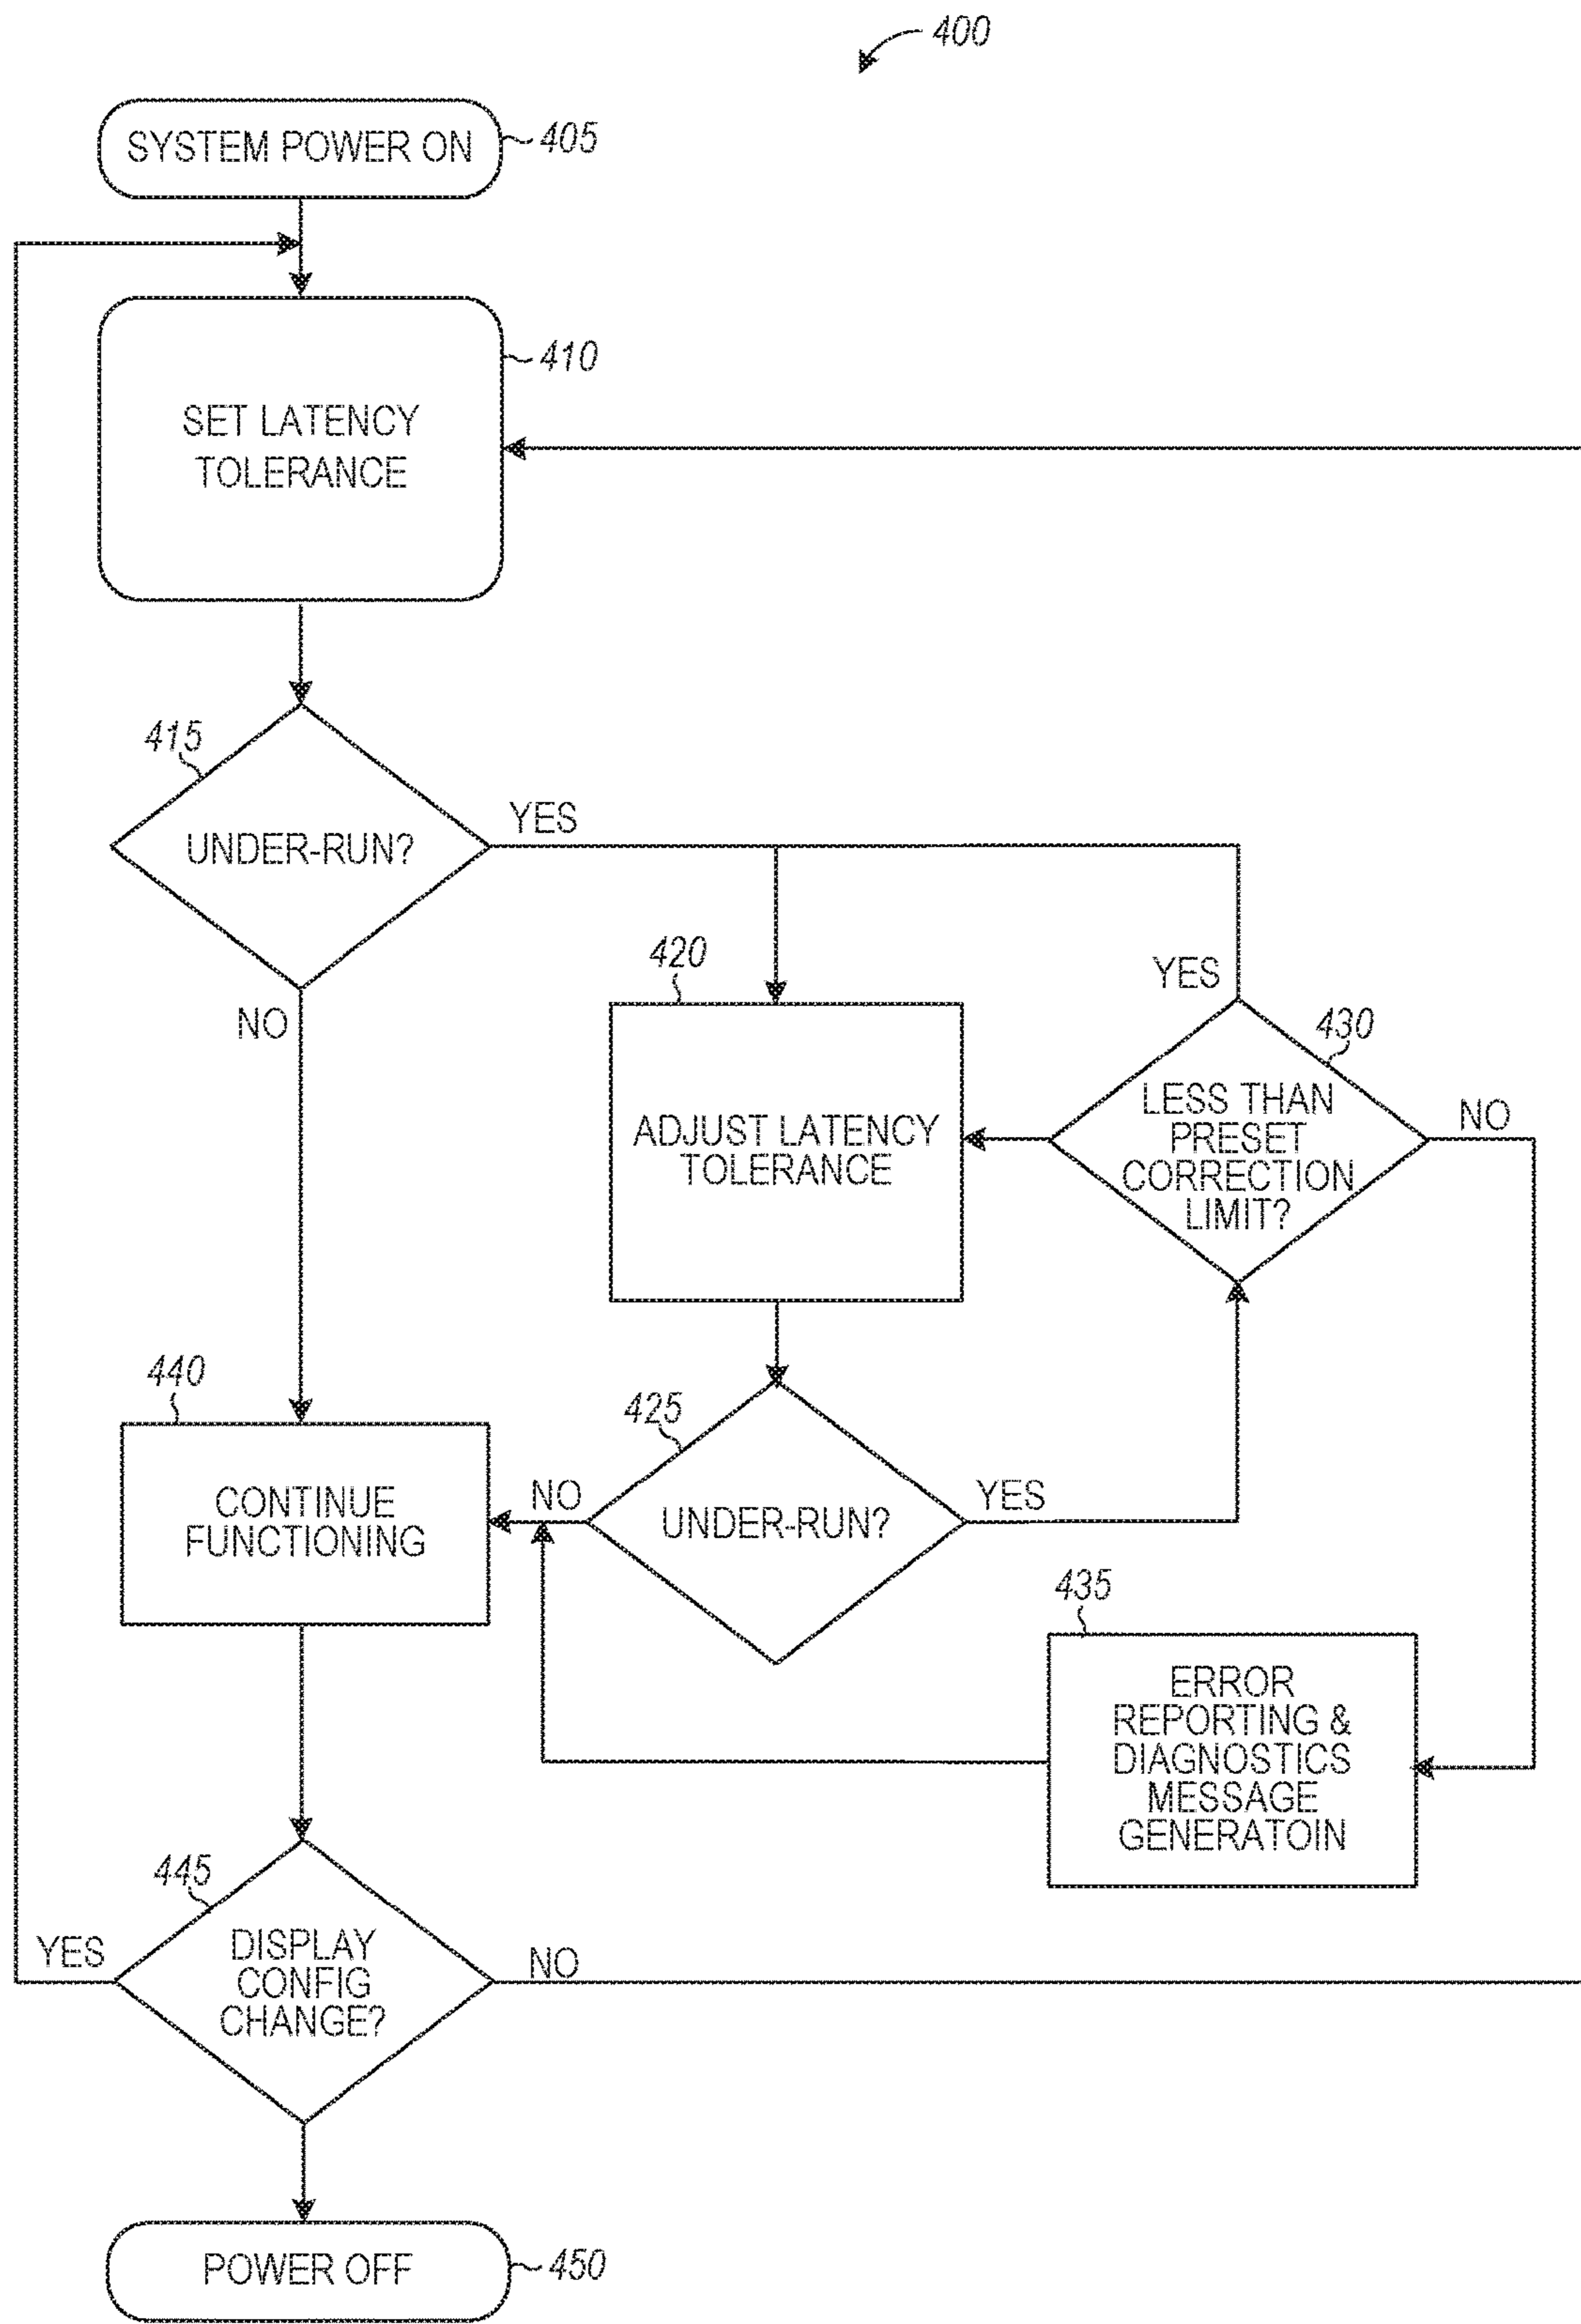 400
SYSTEM POWER ON
405
410
SET LATENCY
TOLERANCE
415
UNDER-RUN?
YES
NO
420
ADJUST LATENCY
TOLERANCE
YES
430
LESS THAN
PRESET
CORRECTION
LIMIT?
NO
440
CONTINUE
FUNCTIONING
NO
425
UNDER-RUN?
YES
435
ERROR
REPORTING &
DIAGNOSTICS
MESSAGE
GENERATOIN
445
YES
DISPLAY
CONFIG
CHANGE?
NO
POWER OFF
450